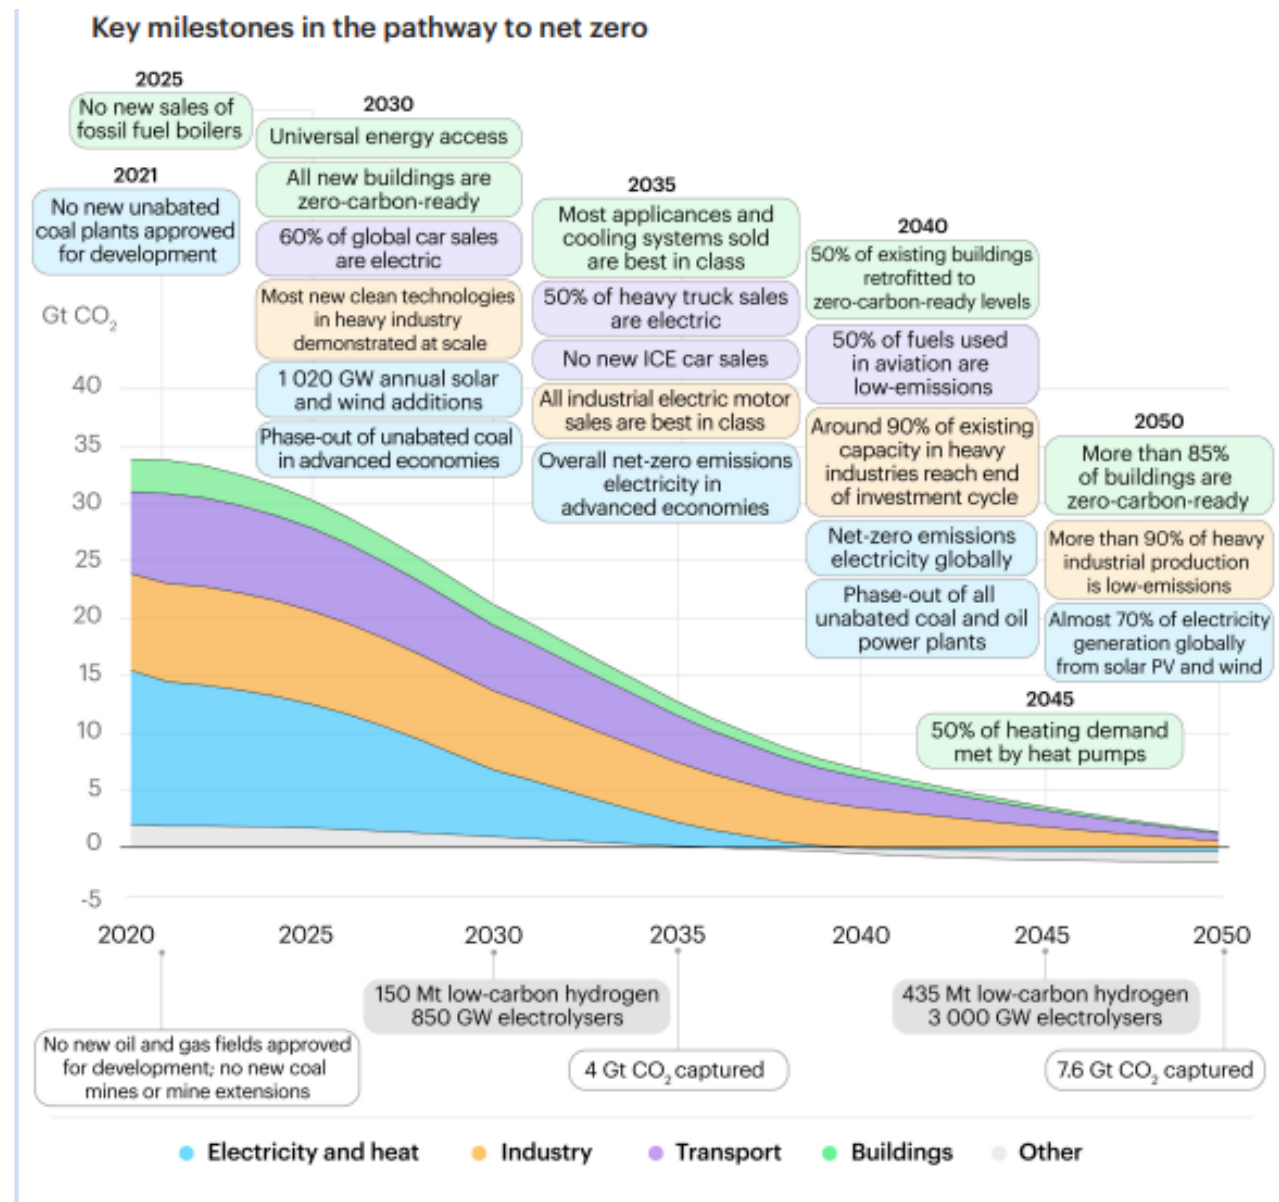 Key milestones in the pathway to net zero
2025
No new sales of
fossil fuel boilers
2021
No new unabated
coal plants approved
for development
2030
Universal energy access
All new buildings are
zero-carbon-ready
60% of global car sales
are electric
Most new clean technologies
in heavy industry
demonstrated at scale
1 020 GW annual solar
and wind additions
Phase-out of unabated coal
in advanced economies
2035
Most applicances and
cooling systems sold
are best in class
50% of heavy truck sales
are electric
No new ICE car sales
All industrial electric motor
sales are best in class
Overall net-zero emissions
electricity in
advanced economies
2040
50% of existing buildings
retrofitted to
zero-carbon-ready levels
50% of fuels used
in aviation are
low-emissions
Around 90% of existing
capacity in heavy
industries reach end
of investment cycle
Net-zero emissions
electricity globally
Phase-out of all
unabated coal and oil
power plants
2050
More than 85%
of buildings are
zero-carbon-ready
More than 90% of heavy
industrial production
is low-emissions
Almost 70% of electricity
generation globally
from solar PV and wind
2045
50% of heating demand
met by heat pumps
Gt CO₂
40
35
30
25
20
15
10
5
0
-5
2020 2025 2030 2035 2040 2045 2050
150 Mt low-carbon hydrogen
850 GW electrolysers
435 Mt low-carbon hydrogen
3 000 GW electrolysers
No new oil and gas fields approved
for development; no new coal
mines or mine extensions
4 Gt CO₂ captured
7.6 Gt CO₂ captured
Electricity and heat Industry Transport Buildings Other